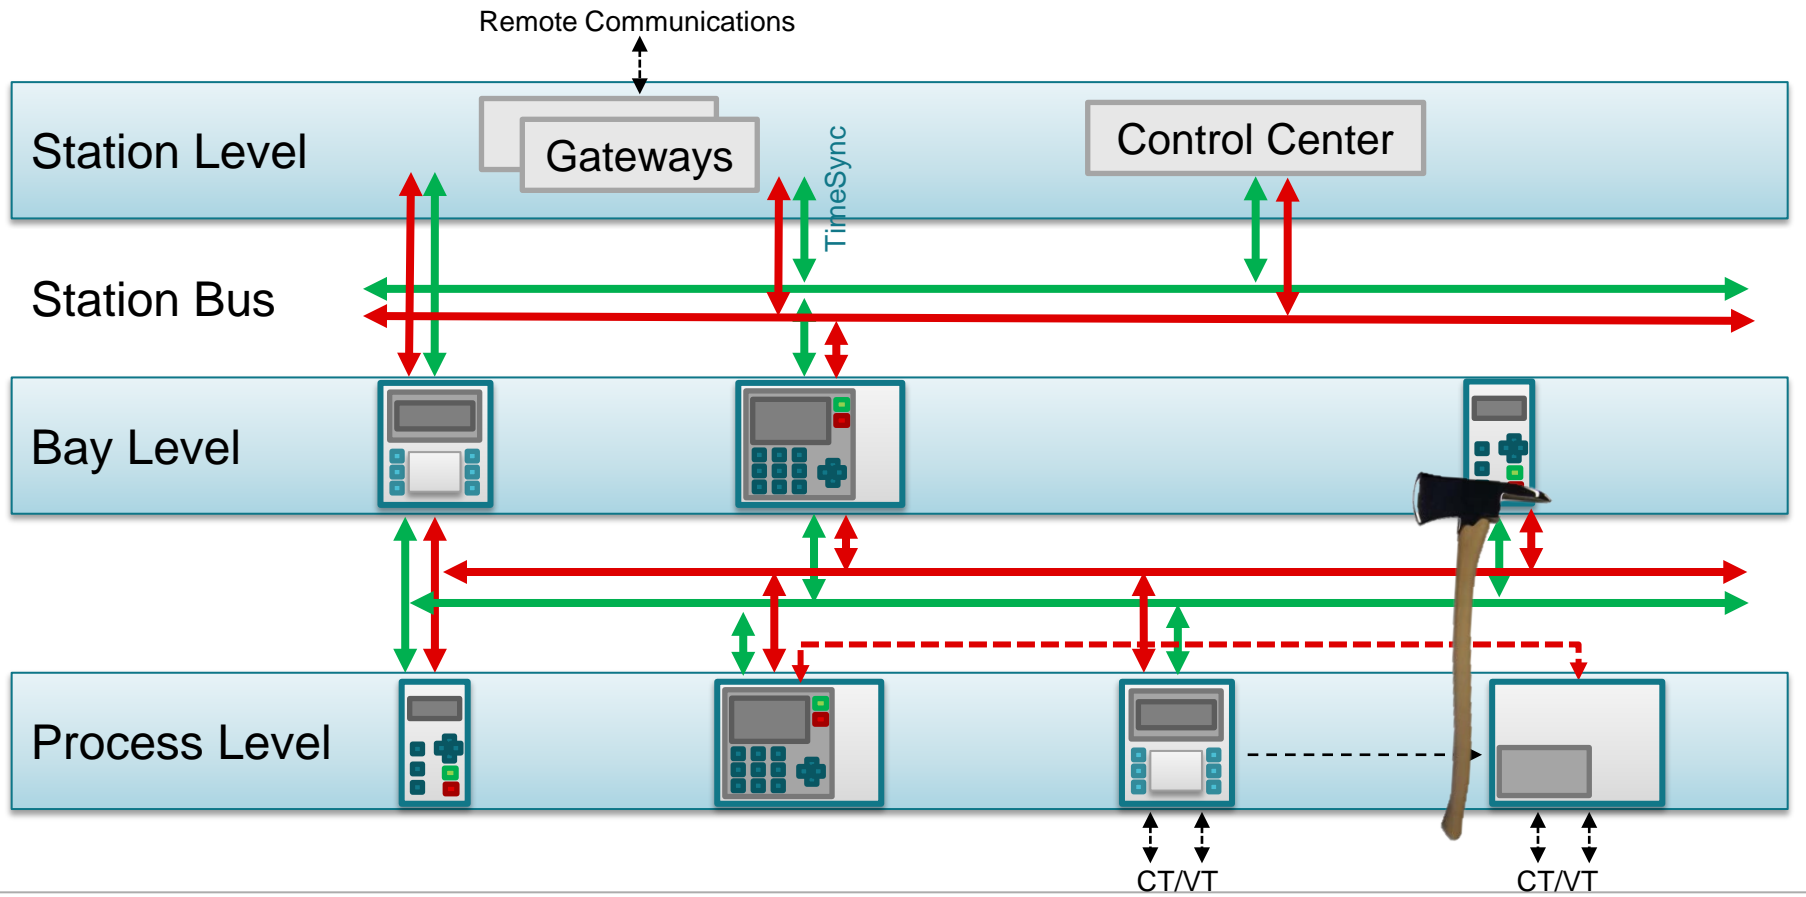 Remote Communications
Station Level
Gateways
TimeSync
Control Center
Station Bus
Bay Level
Process Level
CT/VT
CT/VT